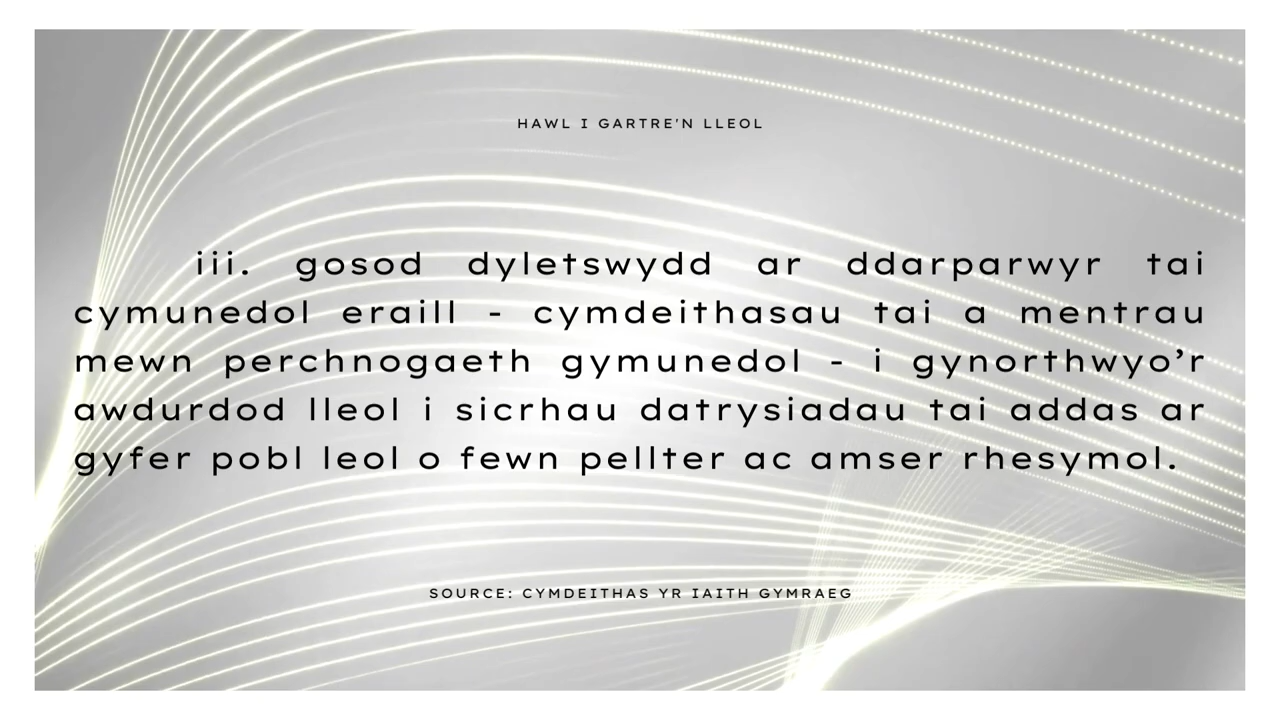 HAWL I GARTRE'N LLEOL
iii. gosod dyletswydd ar ddarparwyr tai
cymunedol eraill - cymdeithasau tai a mentrau
mewn perchnogaeth gymunedol - i gynorthwyo’r
awdurdod lleol i sicrhau datrysiadau tai addas ar
gyfer pobl leol o fewn pellter ac amser rhesymol.
SOURCE: CYMDEITHAS YR IAITH GYMRAEG